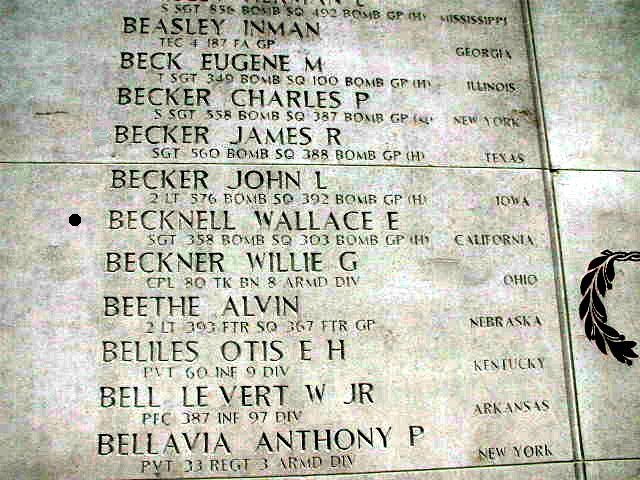 S SGT 856 BOMB SQ 492 BOMB GP (H) MISSISSIPPI
BEASLEY INMAN
TEC 4 187 FA GP GEORGIA
BECK EUGENE M
T SGT 349 BOMB SQ 100 BOMB GP (H) ILLINOIS
BECKER CHARLES P
S SGT 558 BOMB SQ 387 BOMB GP NEW YORK
BECKER JAMES R
SGT 560 BOMB SQ 388 BOMB GP (H) TEXAS
BECKER JOHN L
2 LT 576 BOMB SQ 392 BOMB GP (H) IOWA
BECKNELL WALLACE E
SGT 358 BOMB SQ 303 BOMB GP (H) CALIFORNIA
BECKNER WILLIE G
CPL 80 TK BN 8 ARMD DIV OHIO
BEETHE ALVIN
2 LT 393 FTR SQ 367 FTR GP NEBRASKA
BELILES OTIS E H
PVT 60 INF 9 DIV KENTUCKY
BELL LE VERT W JR
PFC 387 INF 97 DIV ARKANSAS
BELLAVIA ANTHONY P
PVT 33 REGT 3 ARMD DIV NEW YORK